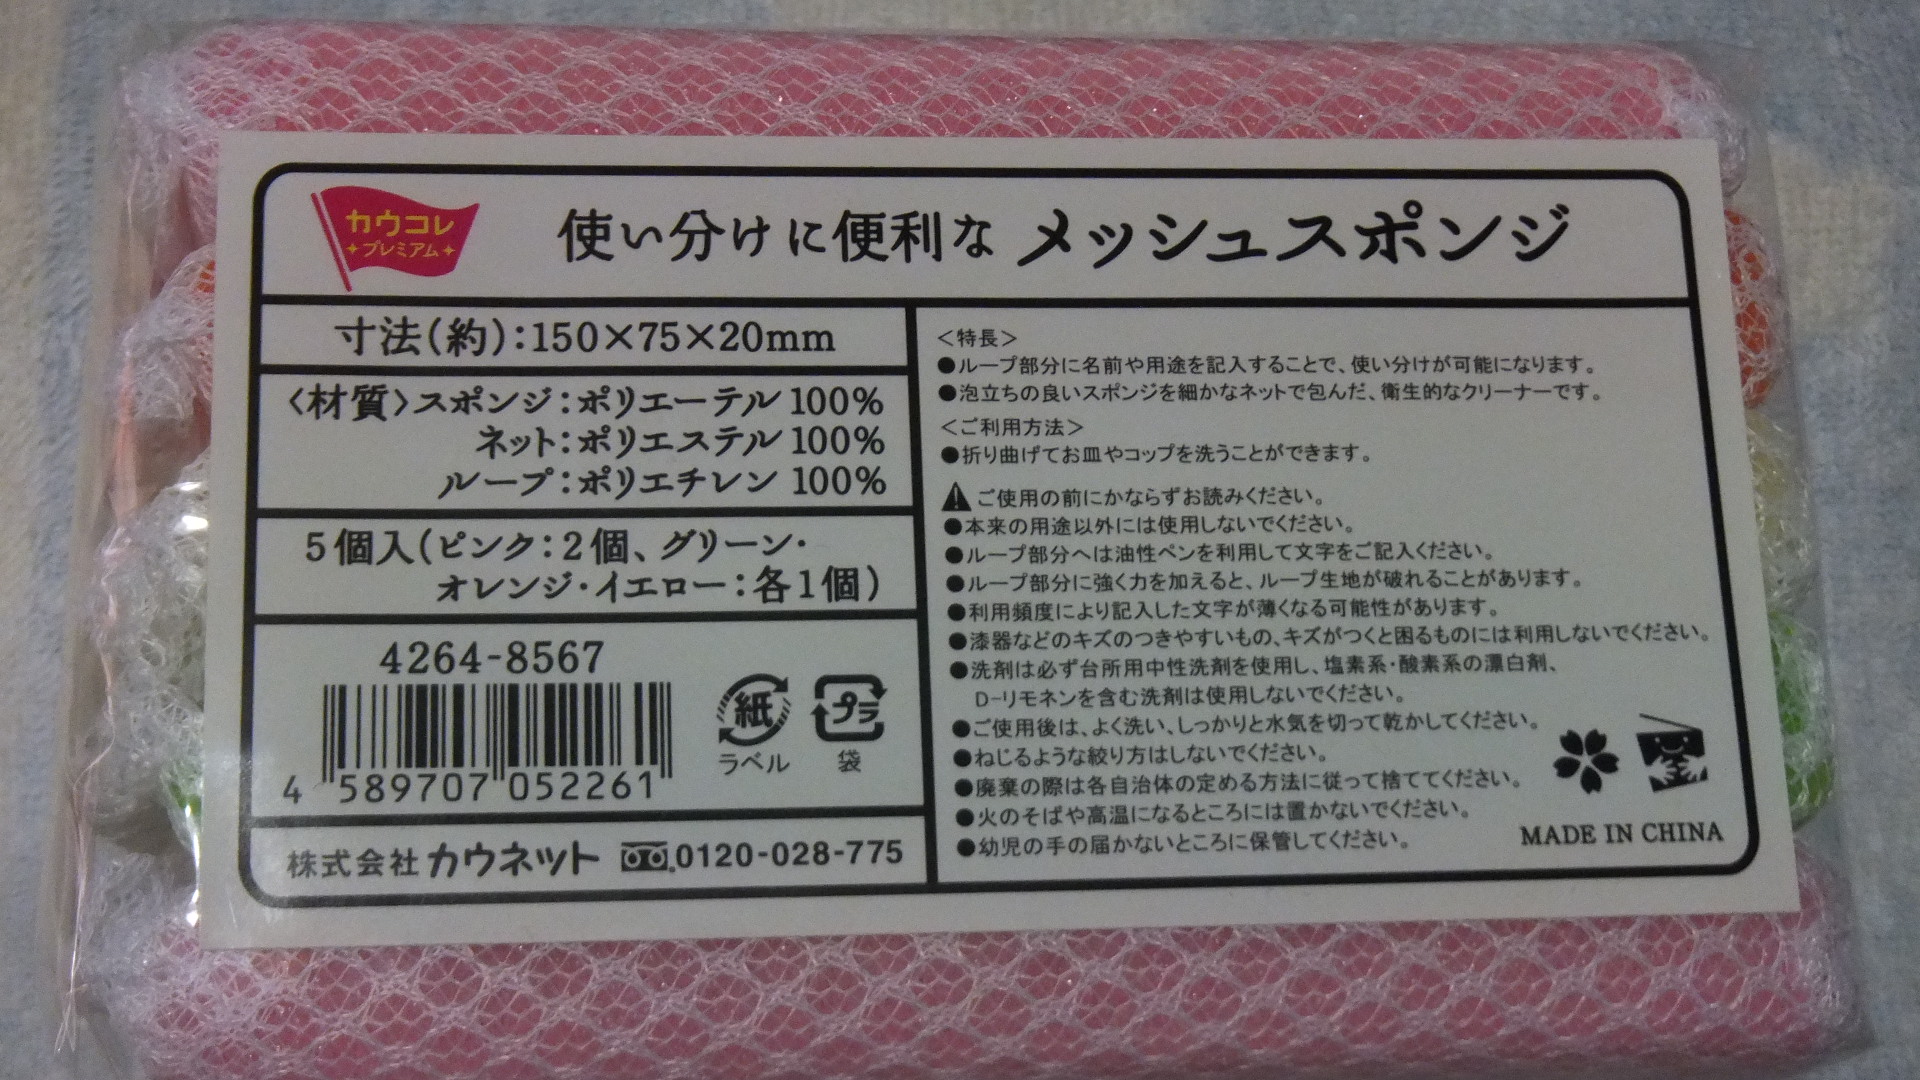 カウコレ
プレミアム
使い分けに便利な メッシュスポンジ
寸法(約):150×75×20mm
〈材質〉スポンジ:ポリエーテル 100%
ネット:ポリエステル 100%
ループ:ポリエチレン 100%
5個入(ピンク:2個、グリーン・
オレンジ・イエロー:各1個)
4264-8567
4 589707 052261
紙
ラベル
プラ
袋
株式会社カウネット 0120-028-775
＜特長＞
●ループ部分に名前や用途を記入することで、使い分けが可能になります。
●泡立ちの良いスポンジを細かなネットで包んだ、衛生的なクリーナーです。
＜ご利用方法＞
●折り曲げてお皿やコップを洗うことができます。
ご使用の前にかならずお読みください。
●本来の用途以外には使用しないでください。
●ループ部分へは油性ペンを利用して文字をご記入ください。
●ループ部分に強く力を加えると、ループ生地が破れることがあります。
●利用頻度により記入した文字が薄くなる可能性があります。
●漆器などのキズのつきやすいもの、キズがつくと困るものには利用しないでください。
●洗剤は必ず台所用中性洗剤を使用し、塩素系・酸素系の漂白剤、
D-リモネンを含む洗剤は使用しないでください。
●ご使用後は、よく洗い、しっかりと水気を切って乾かしてください。
●ねじるような絞り方はしないでください。
●廃棄の際は各自治体の定める方法に従って捨ててください。
●火のそばや高温になるところには置かないでください。
●幼児の手の届かないところに保管してください。
MADE IN CHINA